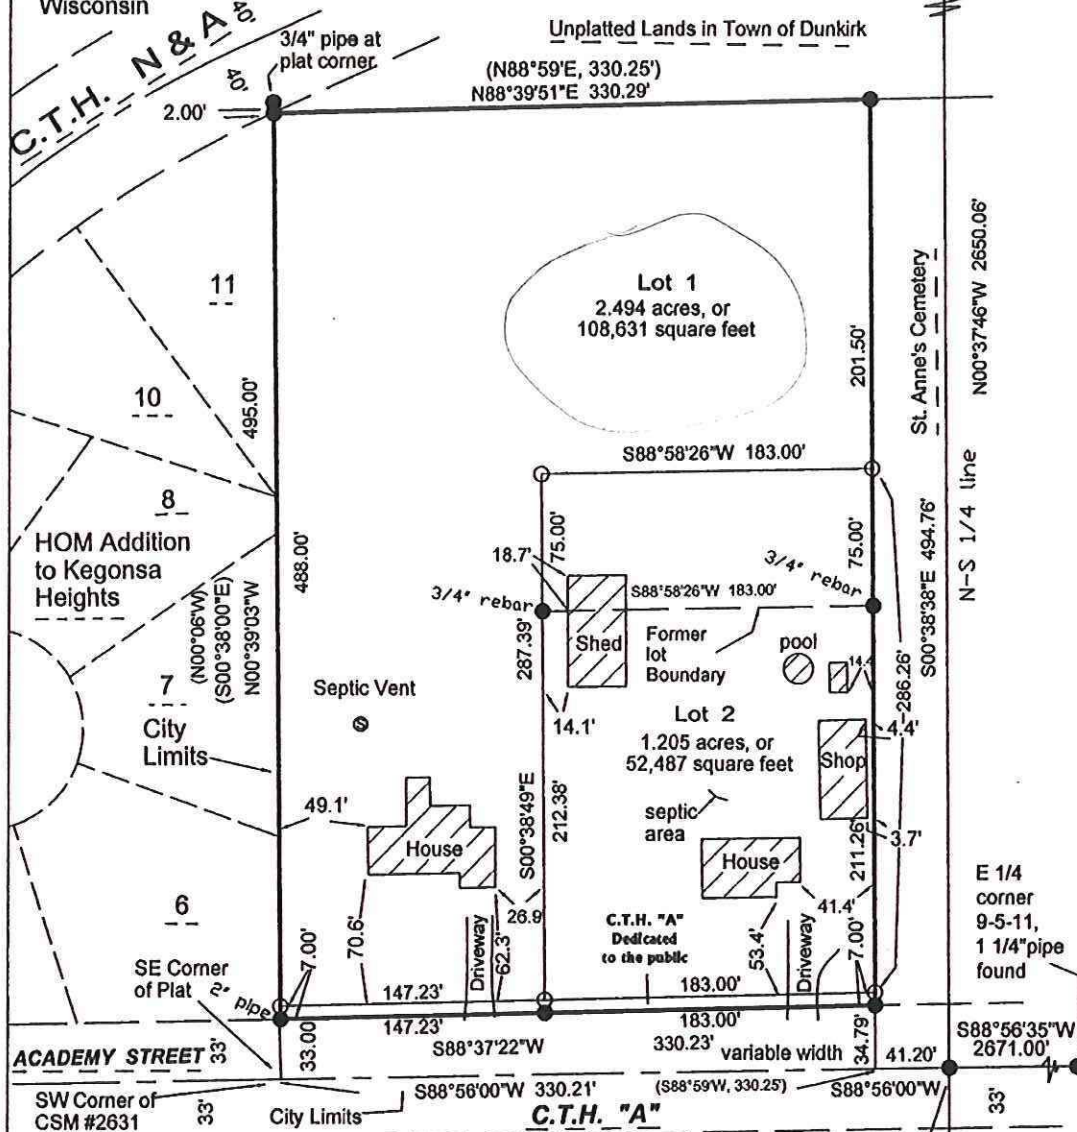 Wisconsin
C.T.H. N & A
40'
40'
3/4" pipe at
plat corner
Unplatted Lands in Town of Dunkirk
(N88°59'E, 330.25')
N88°39'51"E 330.29'
2.00'
11
10
8
HOM Addition
to Kegonsa
Heights
7
City
Limits
6
495.00'
488.00'
(N00°06'W)
(S00°38'00"E)
N00°39'03"W
Lot 1
2.494 acres, or
108,631 square feet
201.50'
St. Anne's Cemetery
N00°37'46"W 2650.06'
N-S 1/4 line
S88°58'26"W 183.00'
75.00'
75.00'
18.7'
3/4" rebar
S88°58'26"W 183.00'
3/4" rebar
S00°38'38"E 494.76'
286.26'
Shed
Former
lot
Boundary
pool
14.4
287.39'
14.1'
Septic Vent
S
Lot 2
1.205 acres, or
52,487 square feet
4.4'
Shop
3.7'
septic
area
S00°38'49"E
212.38'
211.26'
49.1'
House
House
26.9'
41.4'
70.6'
62.3'
53.4'
Driveway
Driveway
C.T.H. "A"
Dedicated
to the public
7.00'
7.00'
E 1/4
corner
9-5-11,
1 1/4"pipe
found
SE Corner
of Plat
2" pipe
147.23'
183.00'
147.23'
183.00'
33.00'
S88°37'22"W
330.23'
variable width
34.79'
41.20'
S88°56'35"W
2671.00'
ACADEMY STREET
33'
S88°56'00"W 330.21'
(S88°59'W, 330.25')
S88°56'00"W
SW Corner of
CSM #2631
33'
City Limits
C.T.H. "A"
33'